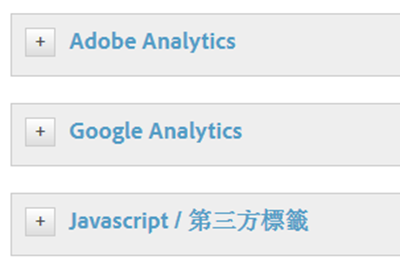 + Adobe Analytics
+ Google Analytics
+ Javascript / 第三方標籤